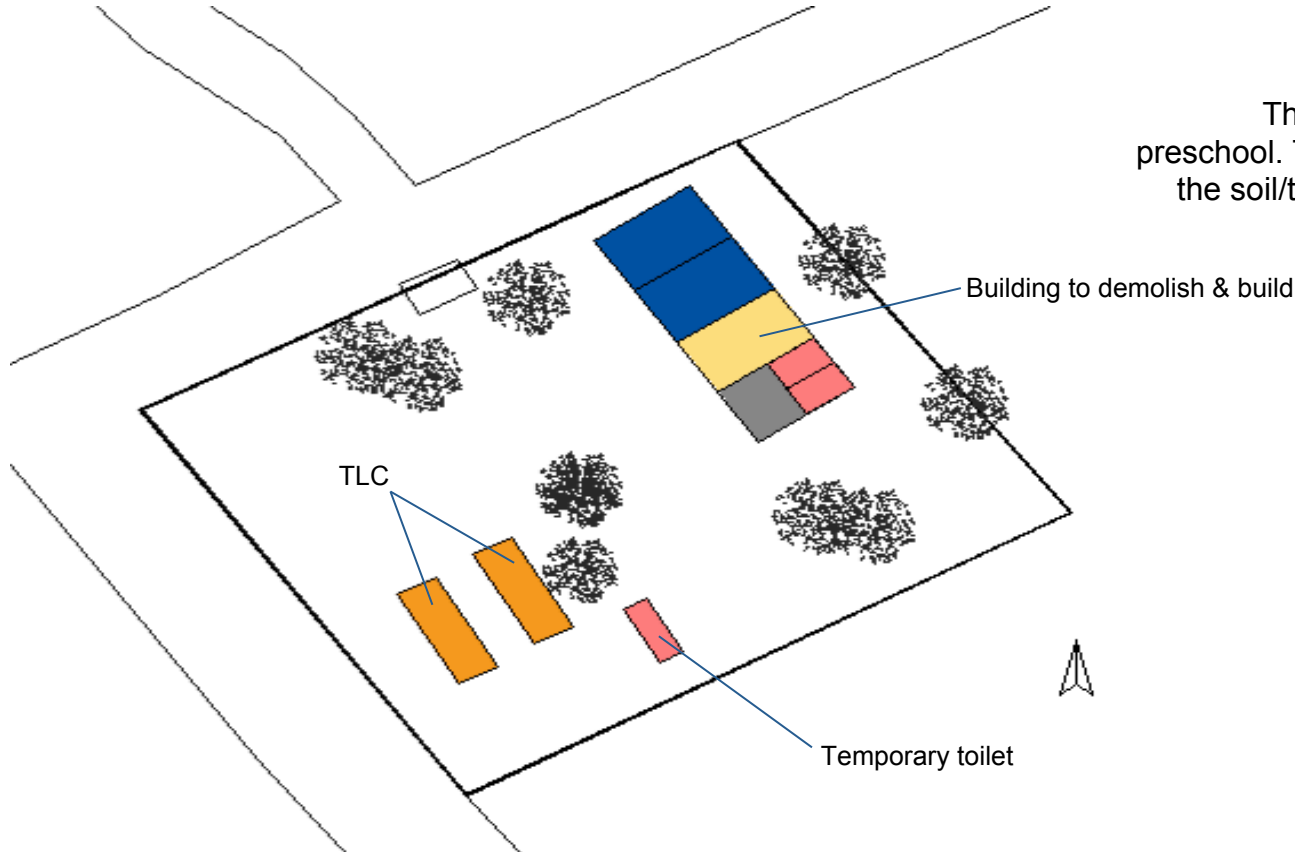 Th
preschool. T
the soil/t
Building to demolish & build
TLC
Temporary toilet